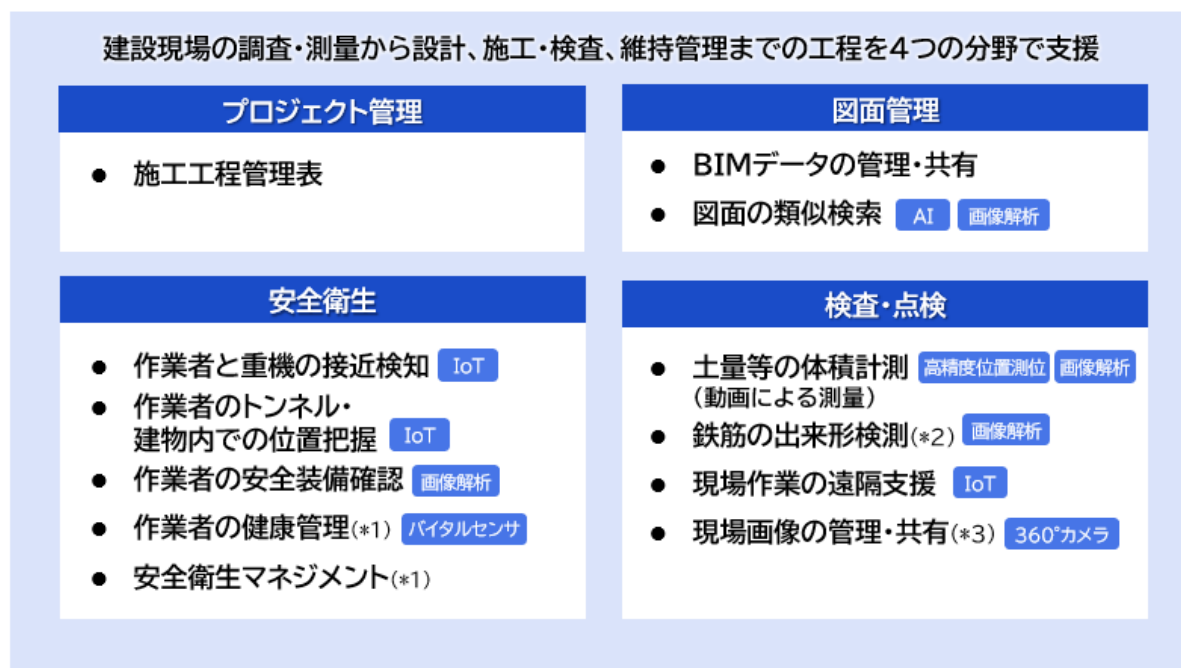 建設現場の調査・測量から設計、施工・検査、維持管理までの工程を4つの分野で支援
プロジェクト管理
● 施工工程管理表
図面管理
● BIMデータの管理・共有
● 図面の類似検索 AI 画像解析
安全衛生
● 作業者と重機の接近検知 IoT
● 作業者のトンネル・
建物内での位置把握 IoT
● 作業者の安全装備確認 画像解析
● 作業者の健康管理(*1) バイタルセンサ
● 安全衛生マネジメント(*1)
検査・点検
● 土量等の体積計測 高精度位置測位 画像解析
(動画による測量)
● 鉄筋の出来形検測(*2) 画像解析
● 現場作業の遠隔支援 IoT
● 現場画像の管理・共有(*3) 360°カメラ